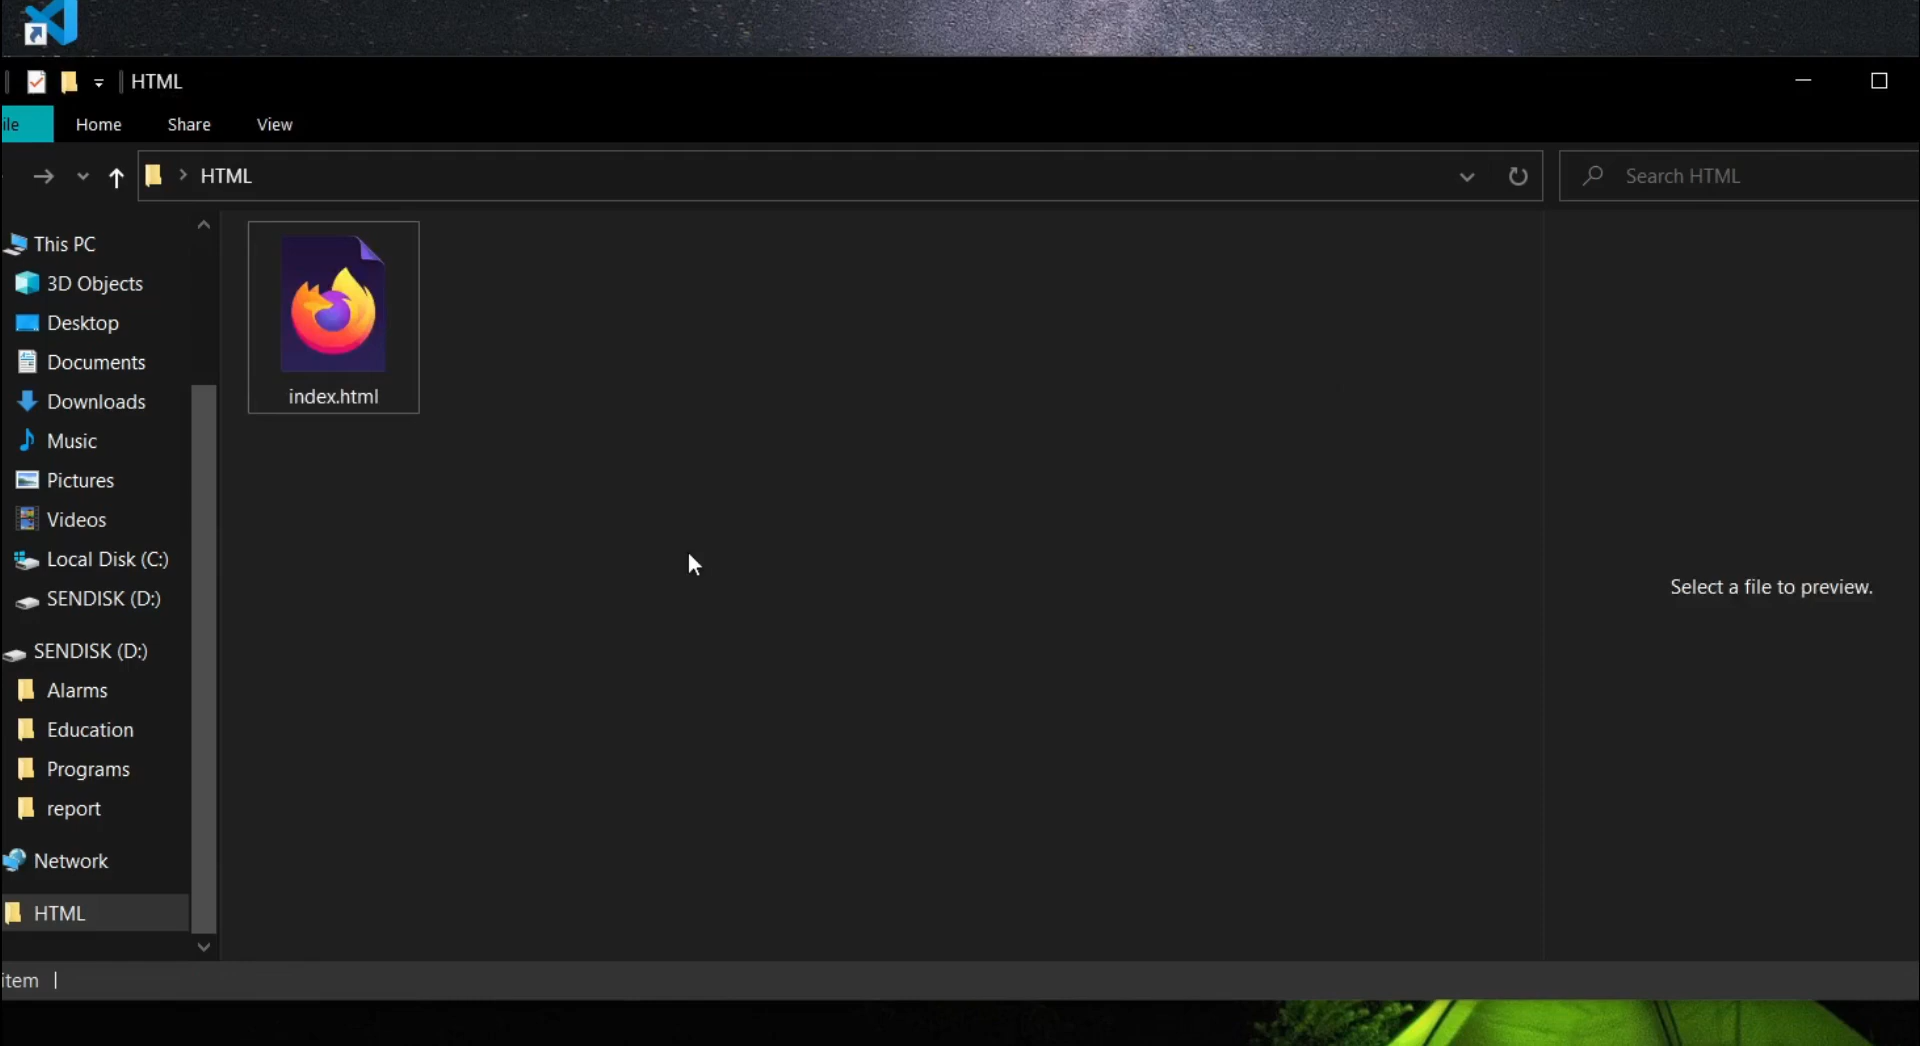 HTML
ile
Home
Share
View
HTML
Search HTML
This PC
3D Objects
Desktop
Documents
Downloads
Music
Pictures
Videos
Local Disk (C:)
SENDISK (D:)
SENDISK (D:)
Alarms
Education
Programs
report
Network
HTML
index.html
Select a file to preview.
item